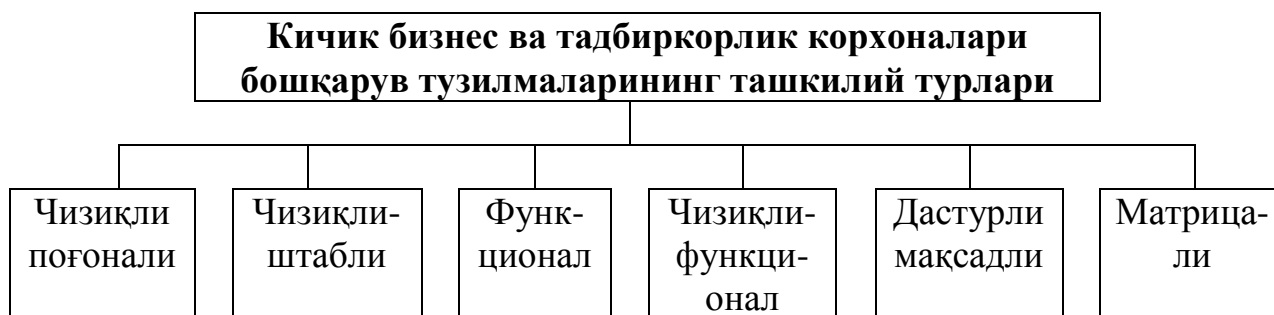 Кичик бизнес ва тадбиркорлик корхоналари
бошқарув тузилмаларининг ташкилий турлари
Чизиқли
поғонали
Чизиқли-
штабли
Функ-
ционал
Чизиқли-
функци-
онал
Дастурли
мақсадли
Матрица-
ли